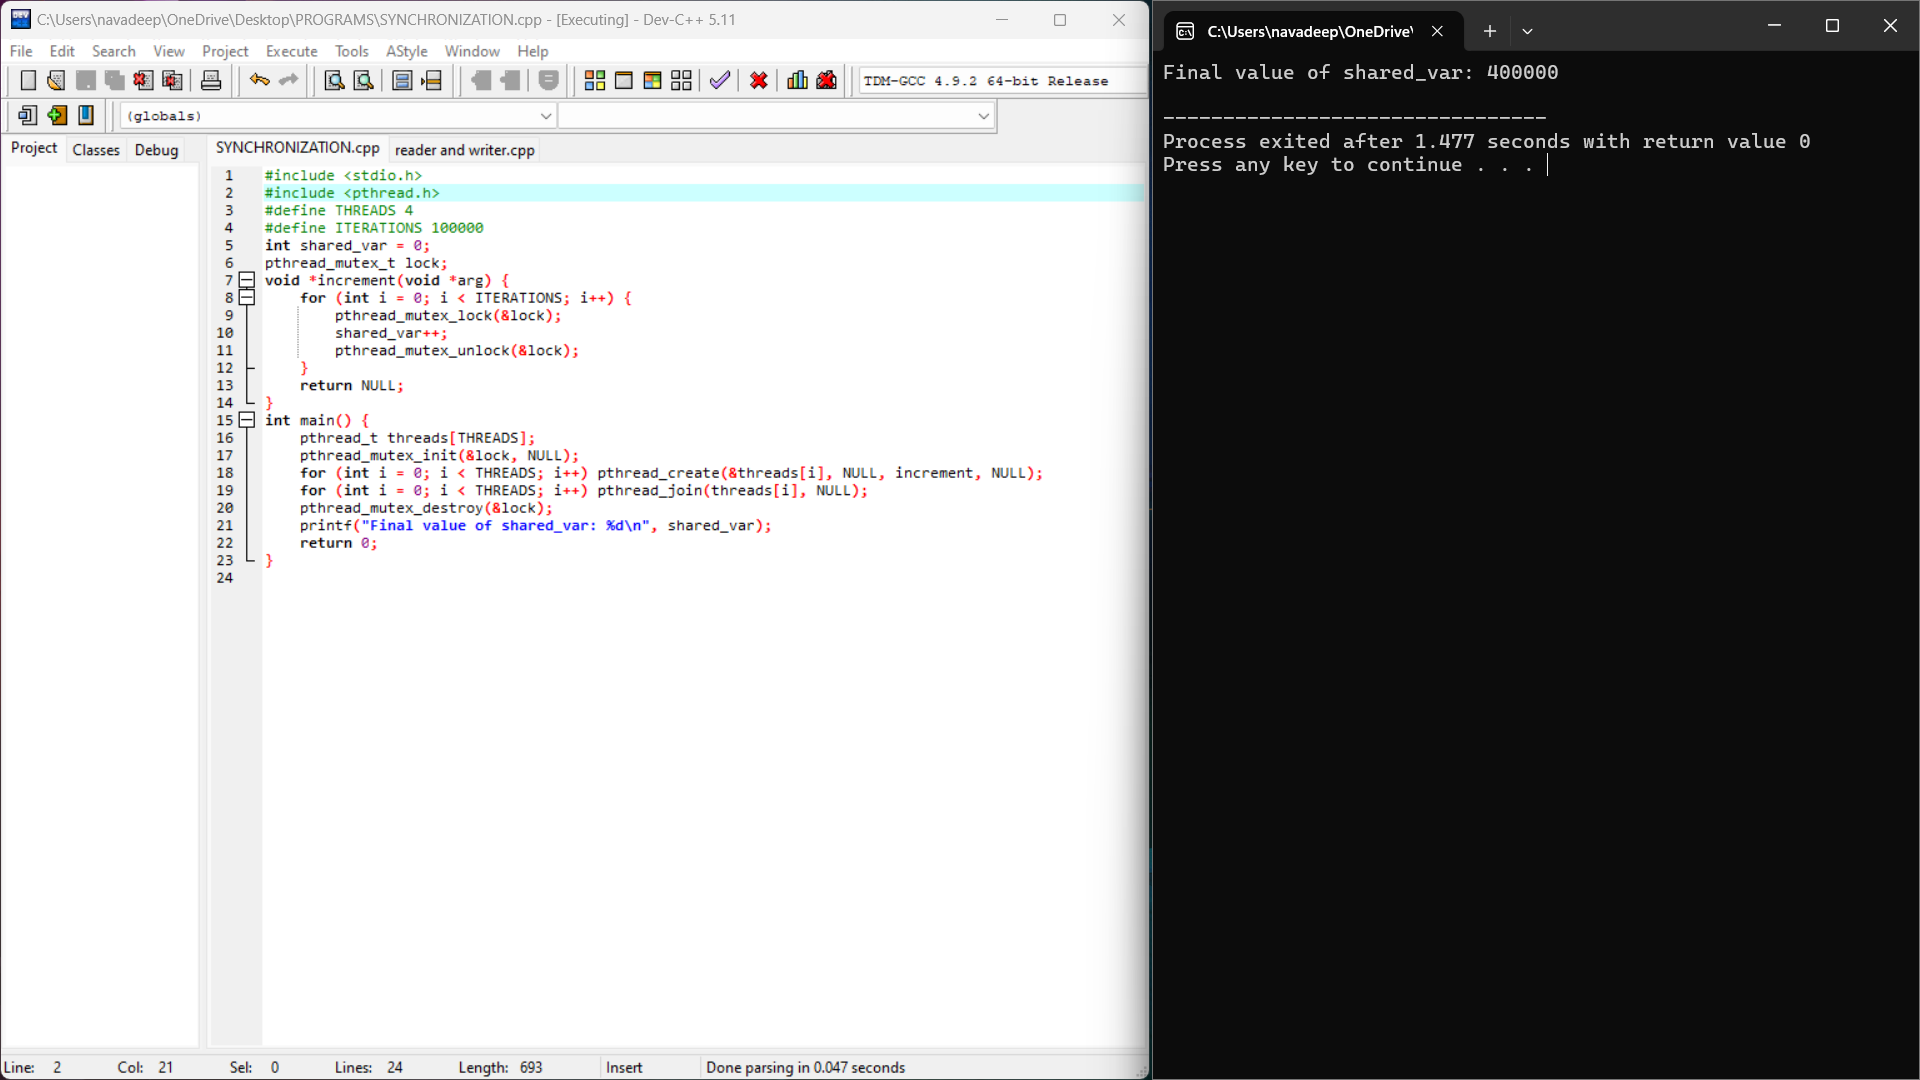 C:\Users\navadeep\OneDrive\Desktop\PROGRAMS\SYNCHRONIZATION.cpp - [Executing] - Dev-C++ 5.11
File Edit Search View Project Execute Tools AStyle Window Help
TDM-GCC 4.9.2 64-bit Release
(globals)
Project Classes Debug
SYNCHRONIZATION.cpp reader and writer.cpp
1 #include <stdio.h>
2 #include <pthread.h>
3 #define THREADS 4
4 #define ITERATIONS 100000
5 int shared_var = 0;
6 pthread_mutex_t lock;
7 void *increment(void *arg) {
8     for (int i = 0; i < ITERATIONS; i++) {
9         pthread_mutex_lock(&lock);
10         shared_var++;
11         pthread_mutex_unlock(&lock);
12     }
13     return NULL;
14 }
15 int main() {
16     pthread_t threads[THREADS];
17     pthread_mutex_init(&lock, NULL);
18     for (int i = 0; i < THREADS; i++) pthread_create(&threads[i], NULL, increment, NULL);
19     for (int i = 0; i < THREADS; i++) pthread_join(threads[i], NULL);
20     pthread_mutex_destroy(&lock);
21     printf("Final value of shared_var: %d\n", shared_var);
22     return 0;
23 }
24
Line: 2 Col: 21 Sel: 0 Lines: 24 Length: 693 Insert Done parsing in 0.047 seconds
C:\Users\navadeep\OneDrive\
Final value of shared_var: 400000
--------------------------------
Process exited after 1.477 seconds with return value 0
Press any key to continue . . .